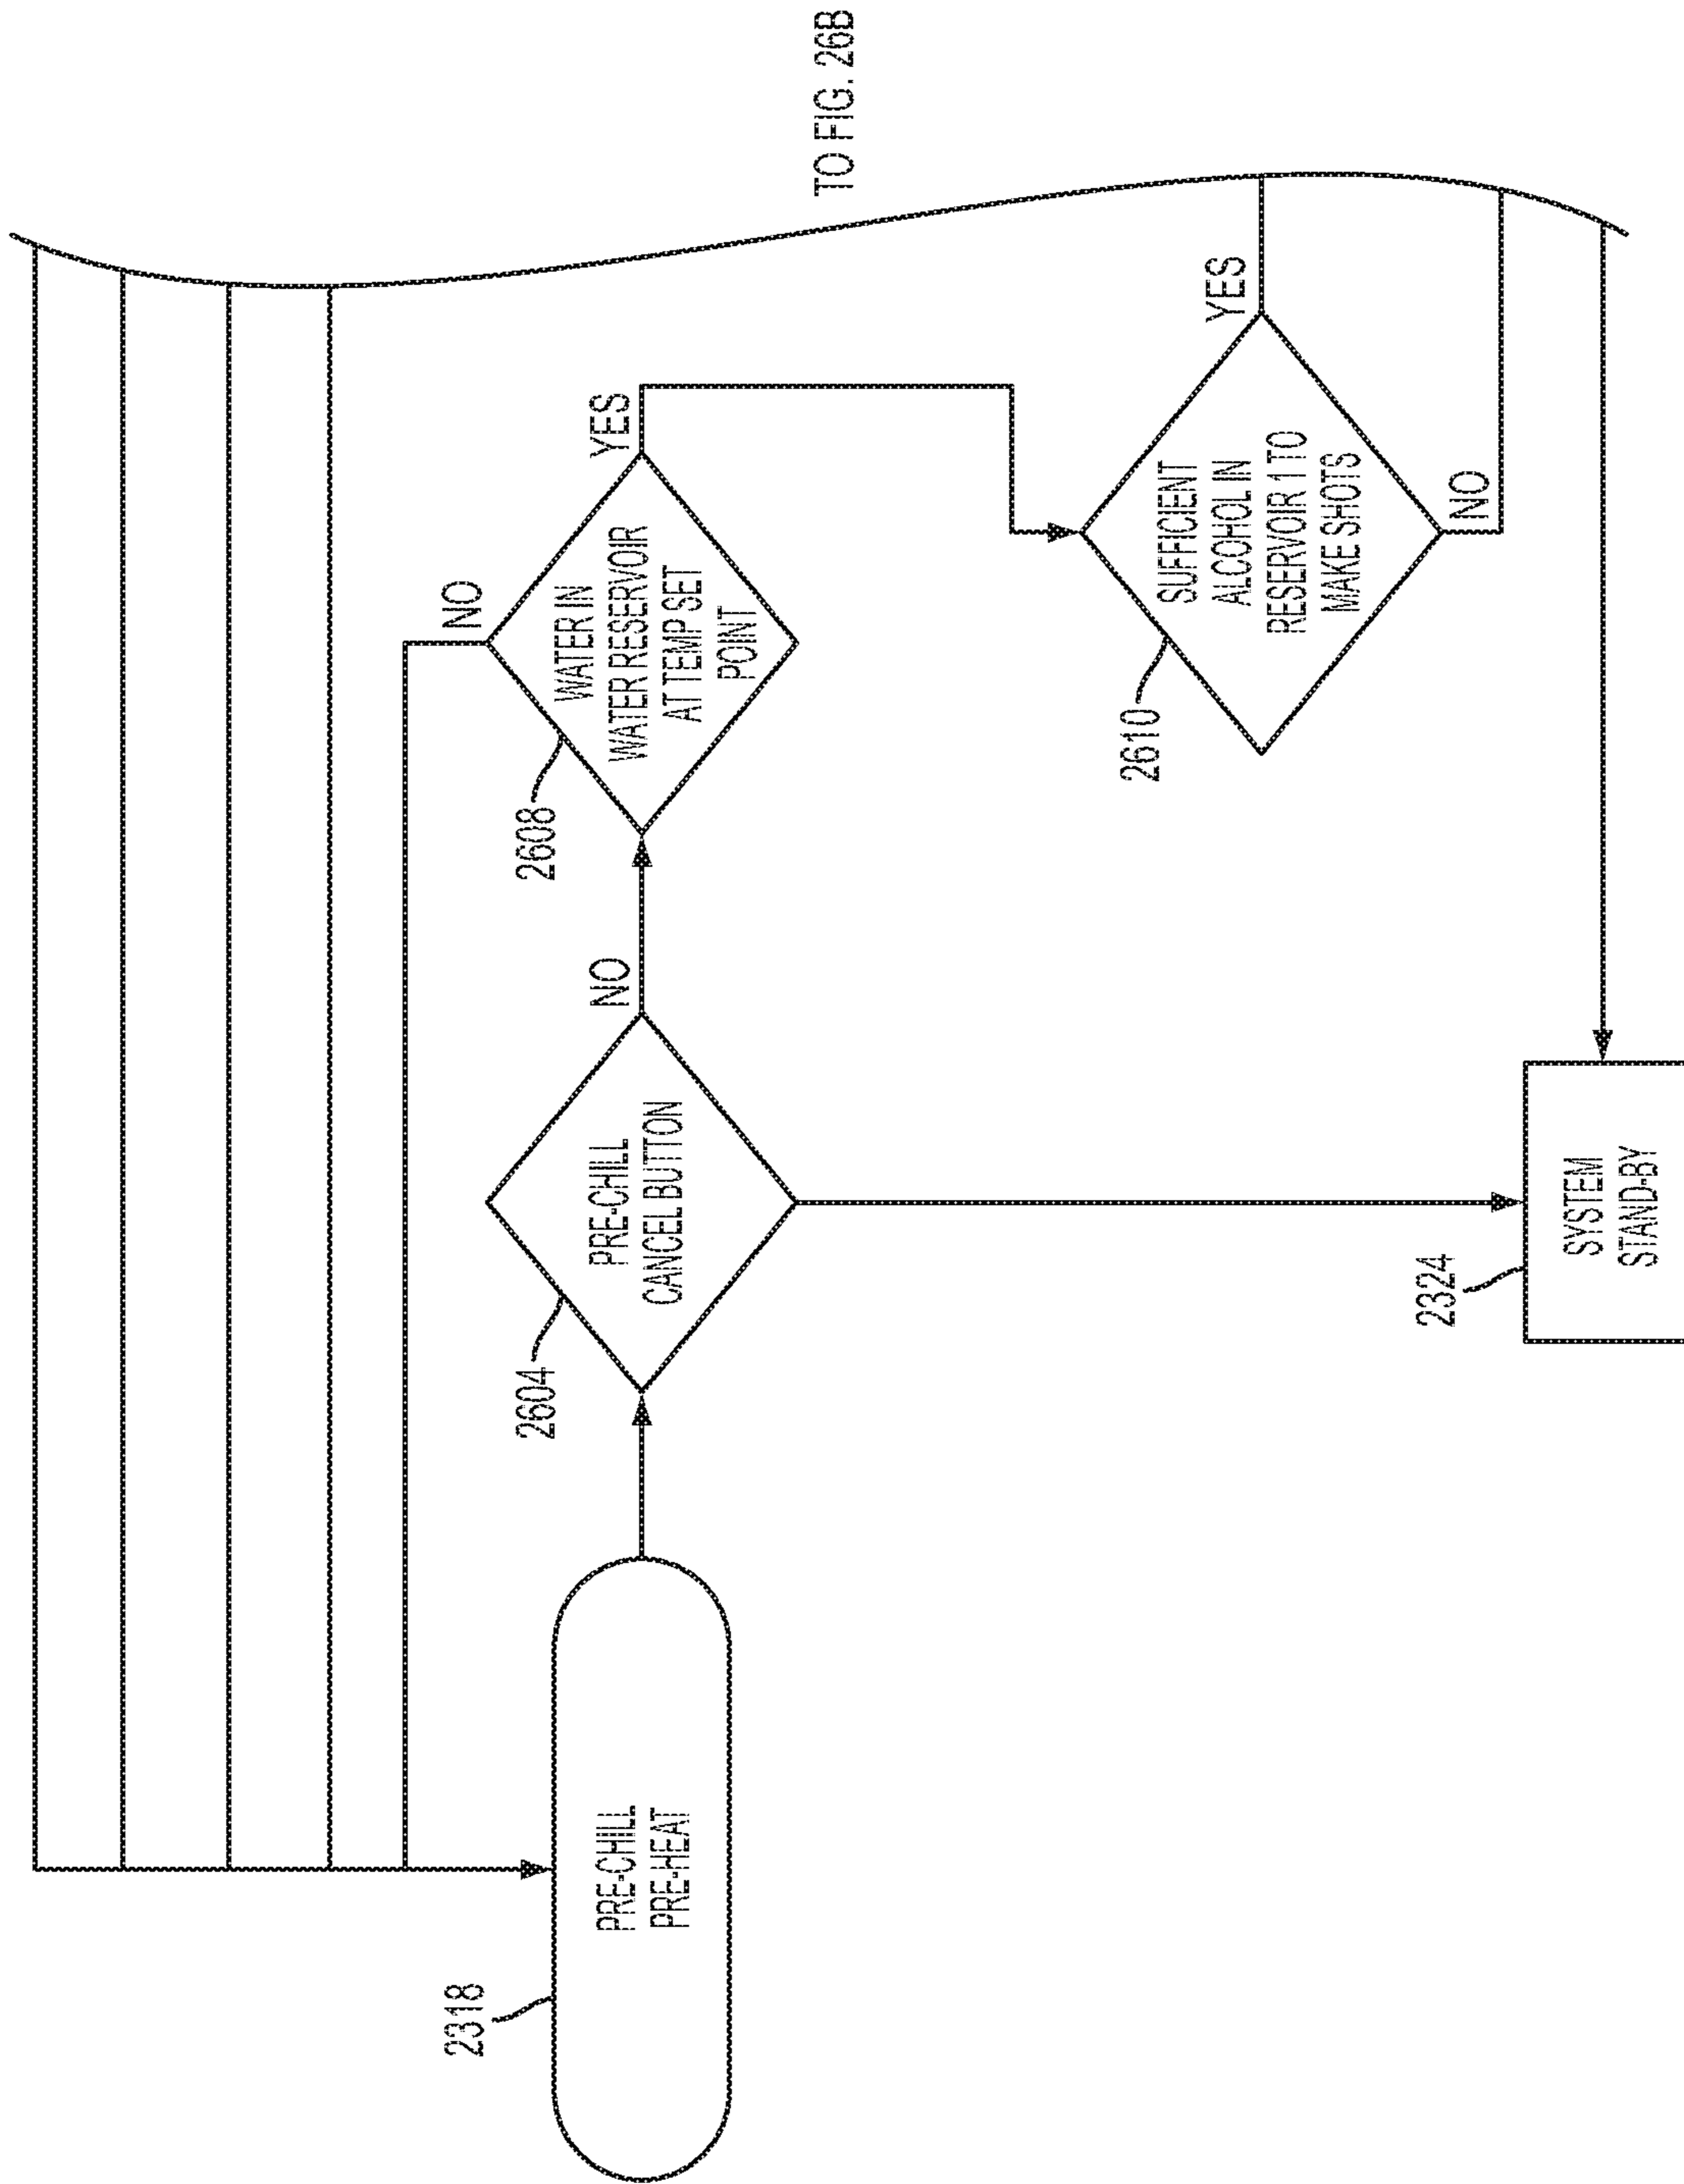 2318
PRE-CHILL
PRE-HEAT
2604
PRE-CHILL
CANCEL BUTTON
NO
2608
WATER IN
WATER RESERVOIR
AT TEMP SET
POINT
NO
YES
2610
SUFFICIENT
ALCOHOL IN
RESERVOIR 1 TO
MAKE SHOTS
YES
NO
2324
SYSTEM
STAND-BY
TO FIG. 26B